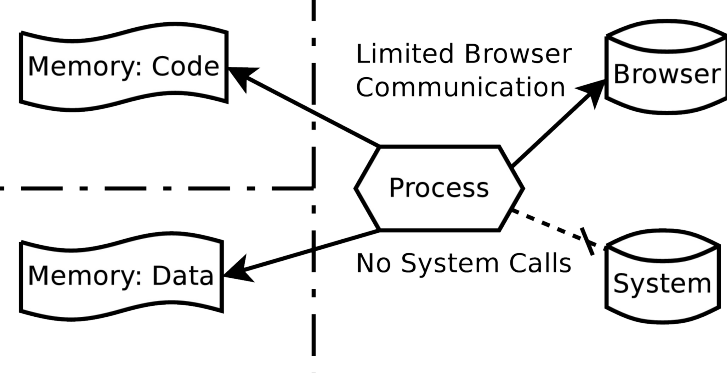 Memory: Code
Limited Browser
Communication
Browser
Process
Memory: Data
No System Calls
System